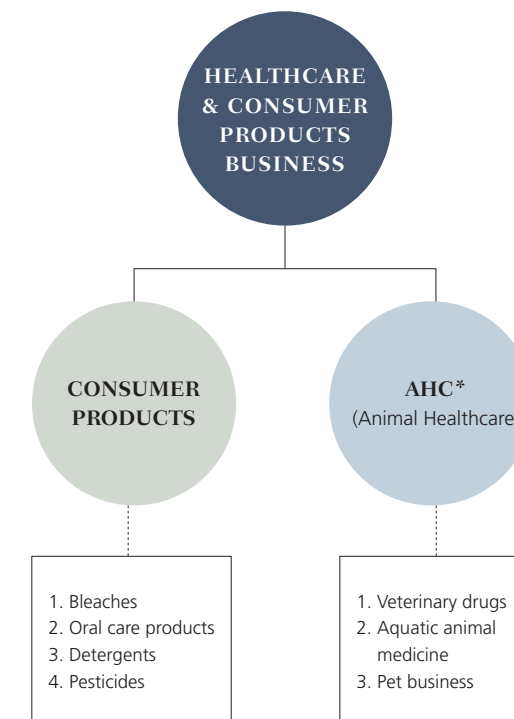 HEALTHCARE
& CONSUMER
PRODUCTS
BUSINESS
CONSUMER
PRODUCTS
AHC*
(Animal Healthcare
1. Bleaches
2. Oral care products
3. Detergents
4. Pesticides
1. Veterinary drugs
2. Aquatic animal
medicine
3. Pet business